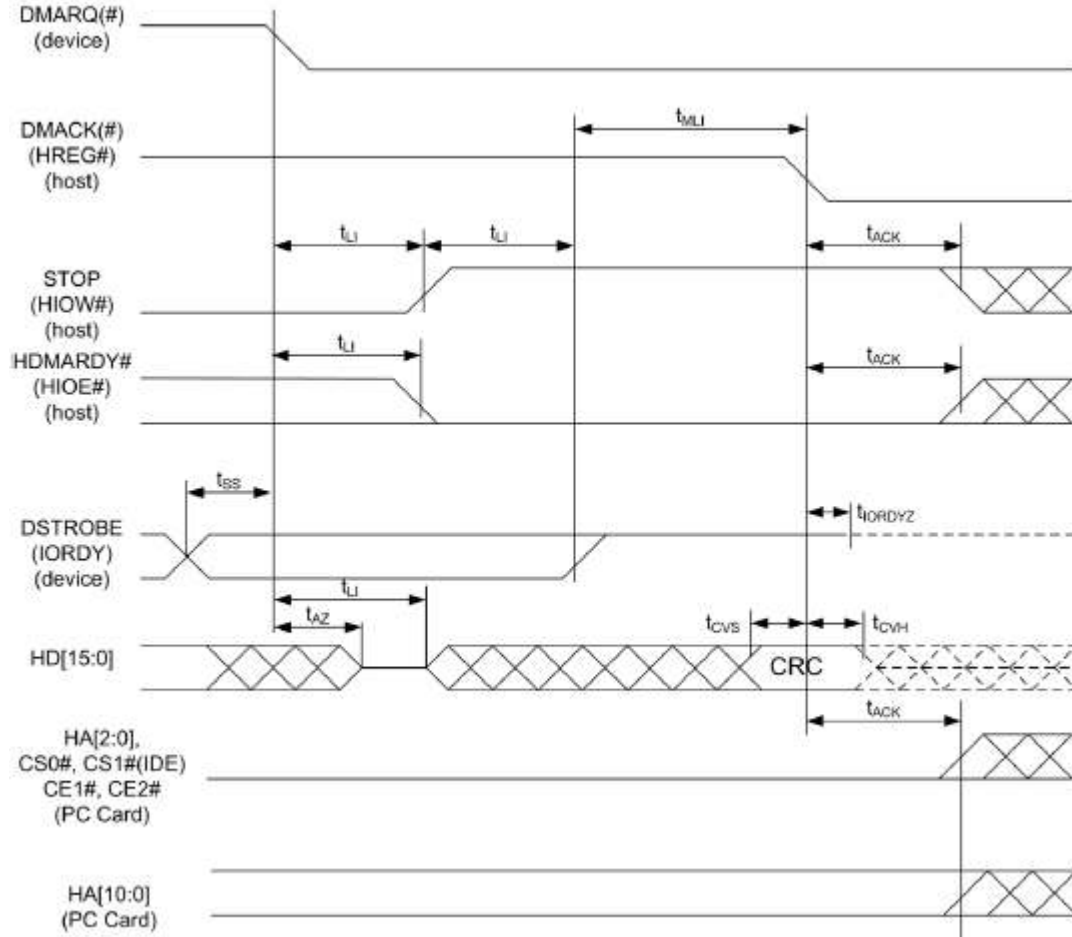 DMARQ(#)
(device)
DMACK(#)
(HREG#)
(host)
tMLI
tLI
tLI
tACK
STOP
(HIOW#)
(host)
tLI
tACK
HDMARDY#
(HIOE#)
(host)
tSS
tIORDYZ
DSTROBE
(IORDY)
(device)
tLI
tAZ
tCVS
tCVH
HD[15:0]
CRC
tACK
HA[2:0],
CS0#, CS1#(IDE)
CE1#, CE2#
(PC Card)
HA[10:0]
(PC Card)